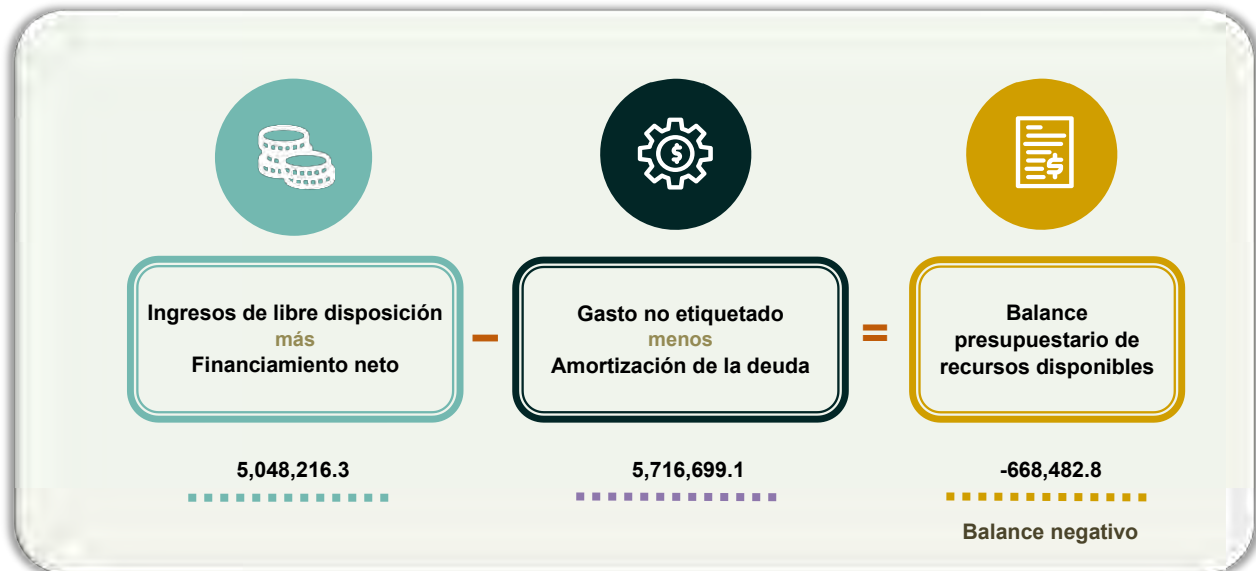 Ingresos de libre disposición
más
Financiamiento neto
–
Gasto no etiquetado
menos
Amortización de la deuda
=
Balance
presupuestario de
recursos disponibles
5,048,216.3
5,716,699.1
-668,482.8
Balance negativo